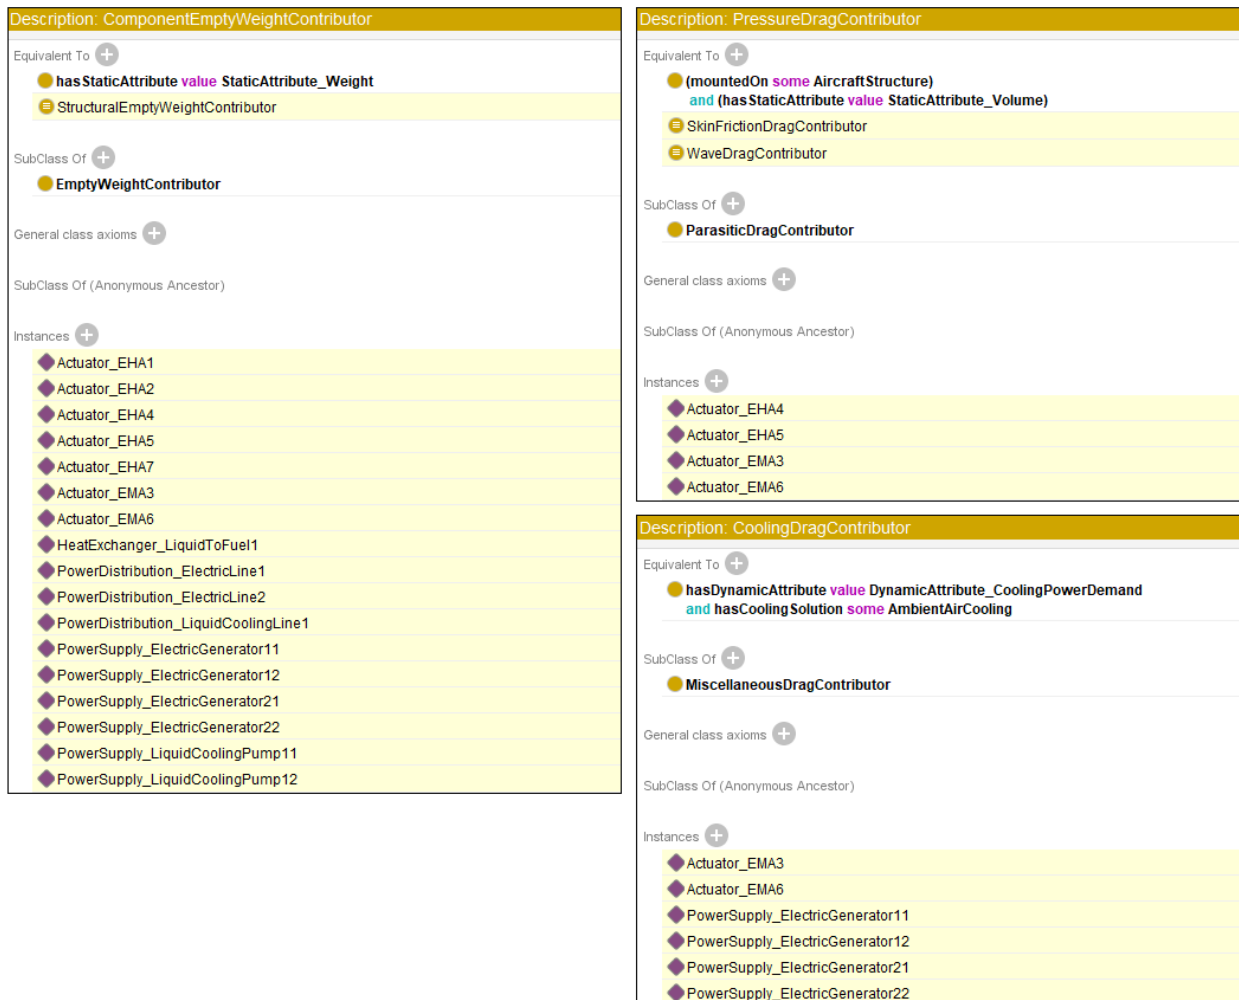 Description: ComponentEmptyWeightContributor
Equivalent To
hasStaticAttribute value StaticAttribute_Weight
StructuralEmptyWeightContributor
SubClass Of
EmptyWeightContributor
General class axioms
SubClass Of (Anonymous Ancestor)
Instances
Actuator_EHA1
Actuator_EHA2
Actuator_EHA4
Actuator_EHA5
Actuator_EHA7
Actuator_EMA3
Actuator_EMA6
HeatExchanger_LiquidToFuel1
PowerDistribution_ElectricLine1
PowerDistribution_ElectricLine2
PowerDistribution_LiquidCoolingLine1
PowerSupply_ElectricGenerator11
PowerSupply_ElectricGenerator12
PowerSupply_ElectricGenerator21
PowerSupply_ElectricGenerator22
PowerSupply_LiquidCoolingPump11
PowerSupply_LiquidCoolingPump12
Description: PressureDragContributor
Equivalent To
(mountedOn some AircraftStructure)
and (hasStaticAttribute value StaticAttribute_Volume)
SkinFrictionDragContributor
WaveDragContributor
SubClass Of
ParasiticDragContributor
General class axioms
SubClass Of (Anonymous Ancestor)
Instances
Actuator_EHA4
Actuator_EHA5
Actuator_EMA3
Actuator_EMA6
Description: CoolingDragContributor
Equivalent To
hasDynamicAttribute value DynamicAttribute_CoolingPowerDemand
and hasCoolingSolution some AmbientAirCooling
SubClass Of
MiscellaneousDragContributor
General class axioms
SubClass Of (Anonymous Ancestor)
Instances
Actuator_EMA3
Actuator_EMA6
PowerSupply_ElectricGenerator11
PowerSupply_ElectricGenerator12
PowerSupply_ElectricGenerator21
PowerSupply_ElectricGenerator22